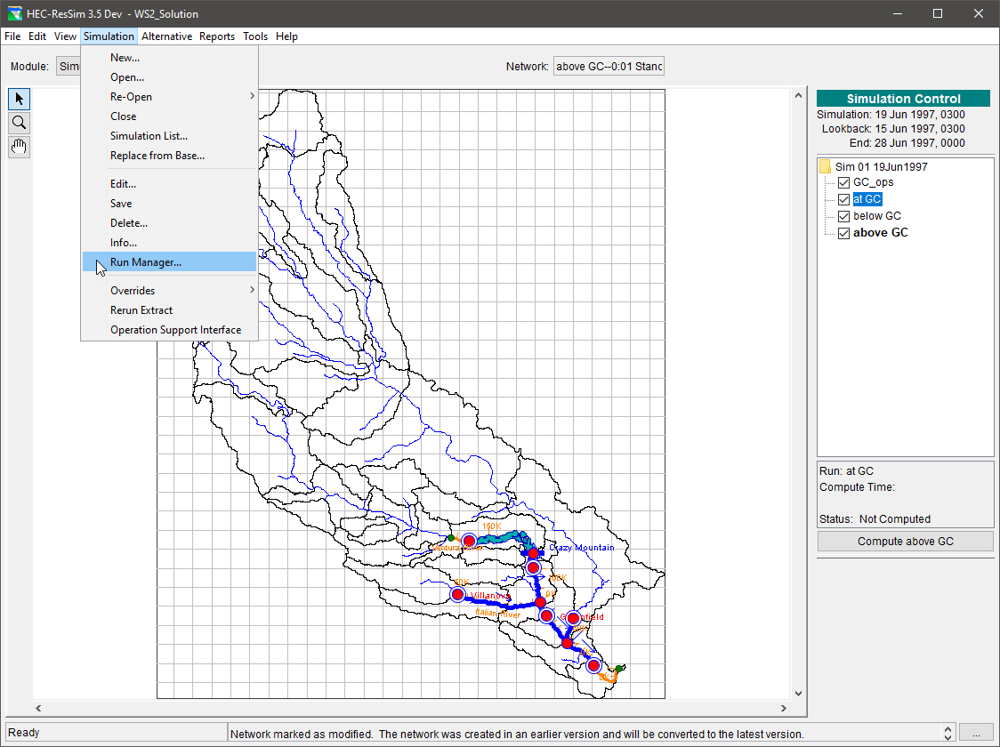 HEC-ResSim 3.5 Dev - WS2_Solution
File Edit View Simulation Alternative Reports Tools Help
Module: Sim
Network: above GC--0:01 Stanc
New...
Open...
Re-Open
Close
Simulation List...
Replace from Base...
Edit...
Save
Delete...
Info...
Run Manager...
Overrides
Rerun Extract
Operation Support Interface
150K
Crazy Mountain
Villanova
Italian River
Simulation Control
Simulation: 19 Jun 1997, 0300
Lookback: 15 Jun 1997, 0300
End: 28 Jun 1997, 0000
Sim 01 19Jun1997
GC_ops
at GC
below GC
above GC
Run: at GC
Compute Time:
Status: Not Computed
Compute above GC
Ready
Network marked as modified. The network was created in an earlier version and will be converted to the latest version.
...